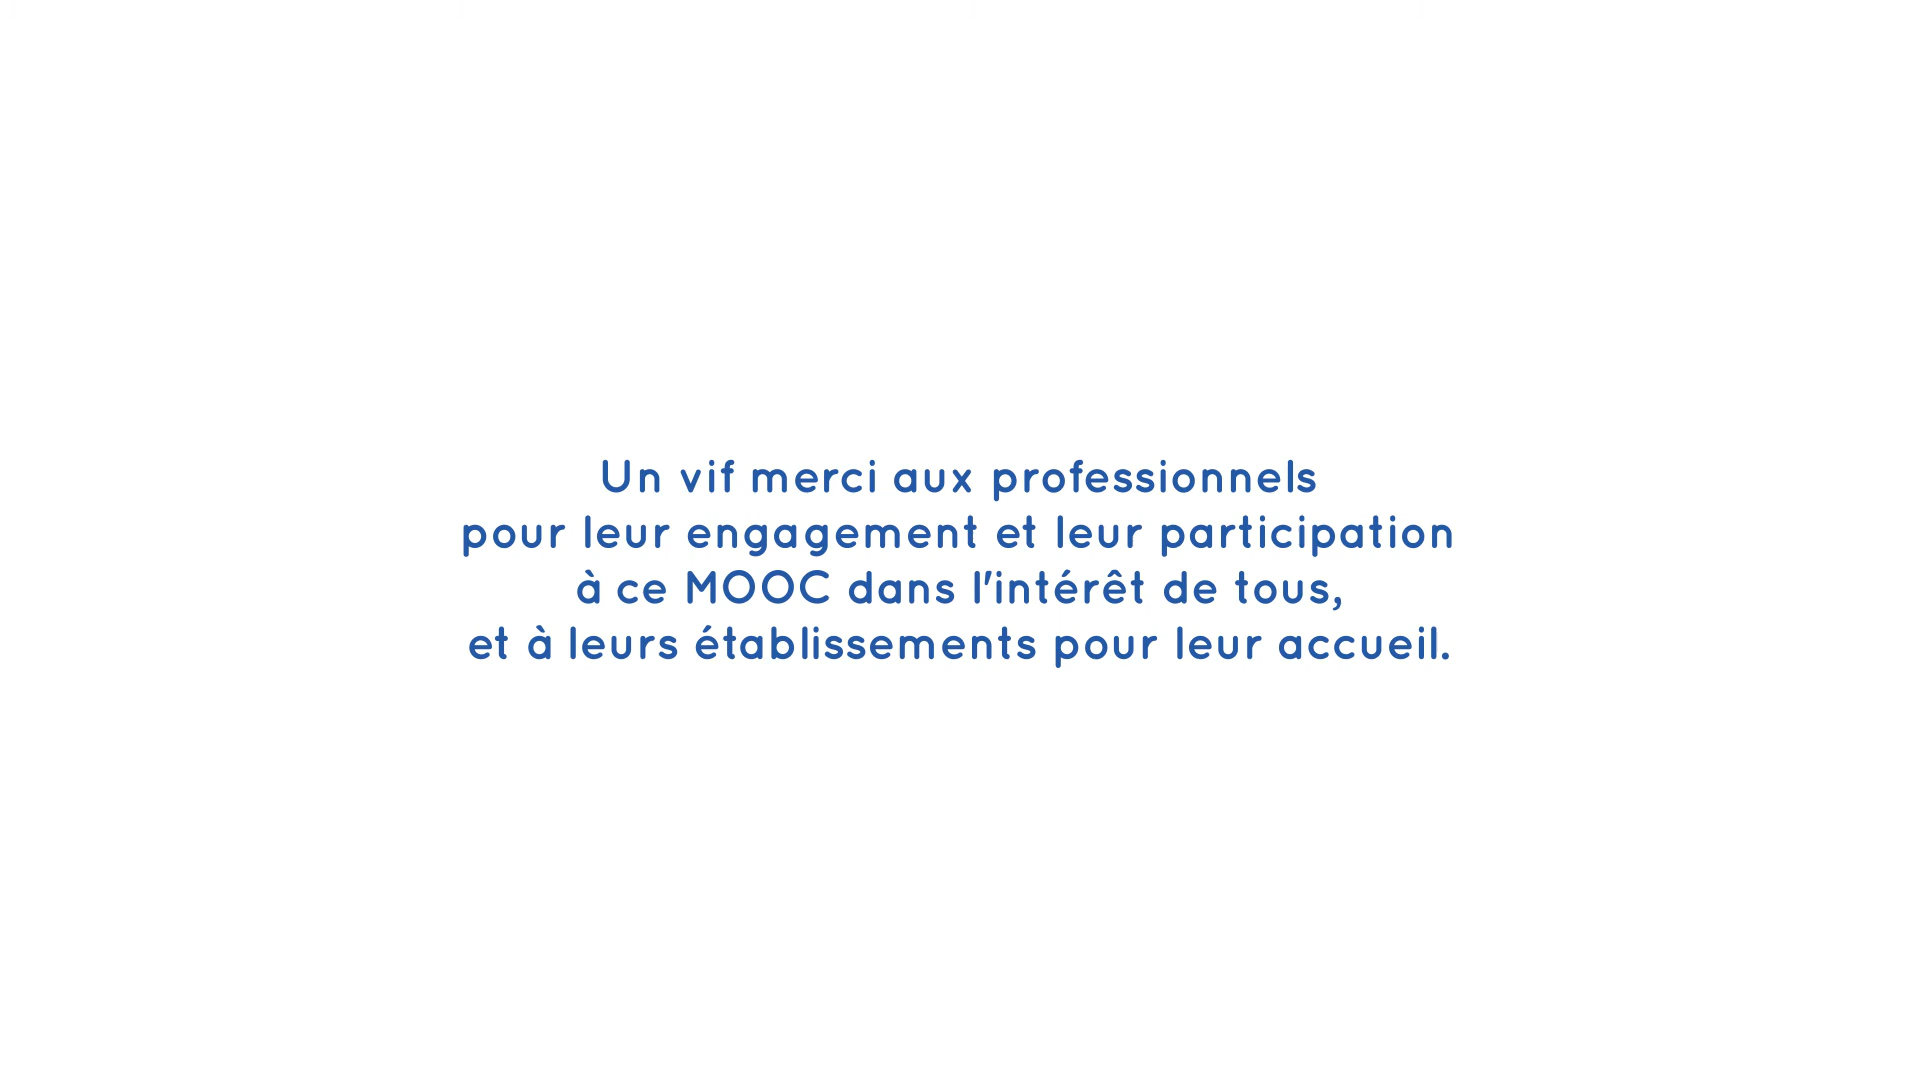 Un vif merci aux professionnels
pour leur engagement et leur participation
à ce MOOC dans l'intérêt de tous,
et à leurs établissements pour leur accueil.